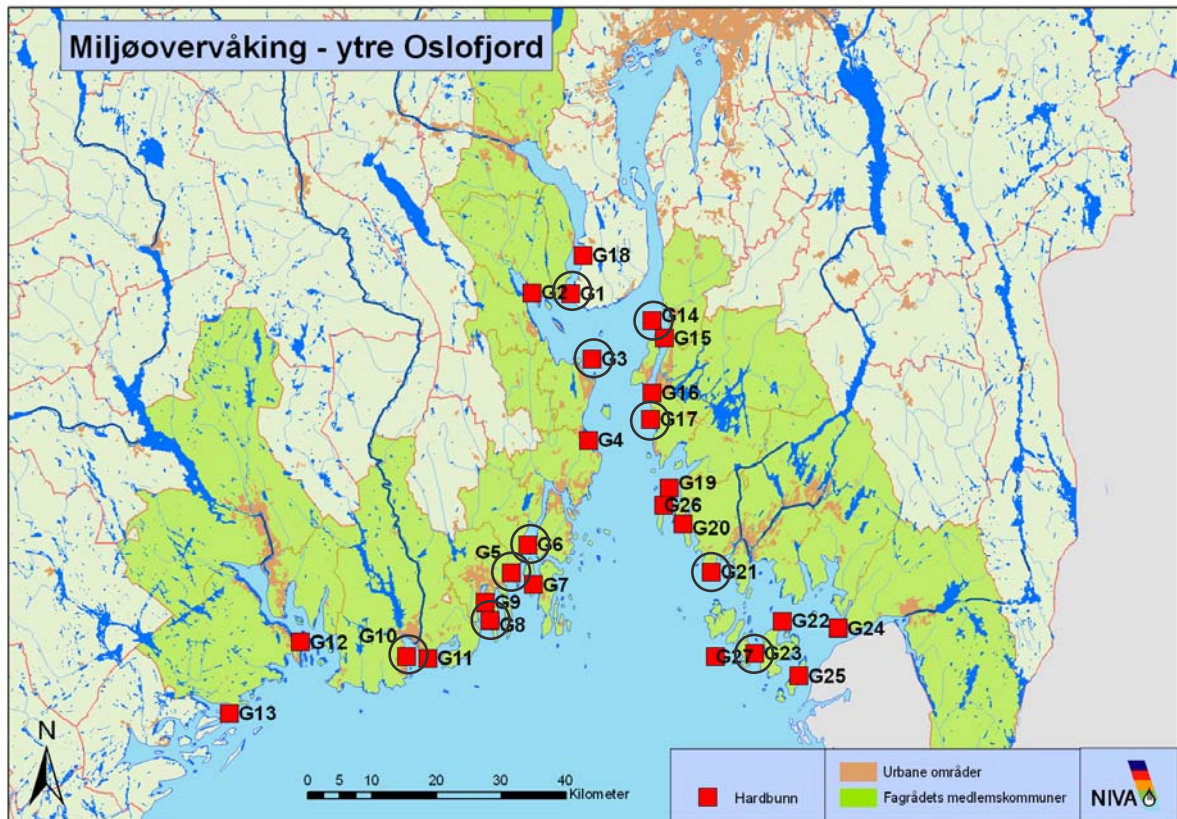 Miljøovervåking - ytre Oslofjord
G18
G2
G1
G14
G15
G3
G16
G17
G4
G19
G26
G20
G5
G6
G21
G7
G9
G8
G22
G24
G10
G12
G11
G27
G23
G25
G13
N
0 5 10 20 30 40
Kilometer
Hardbunn
Urbane områder
Fagrådets medlemskommuner
NIVA